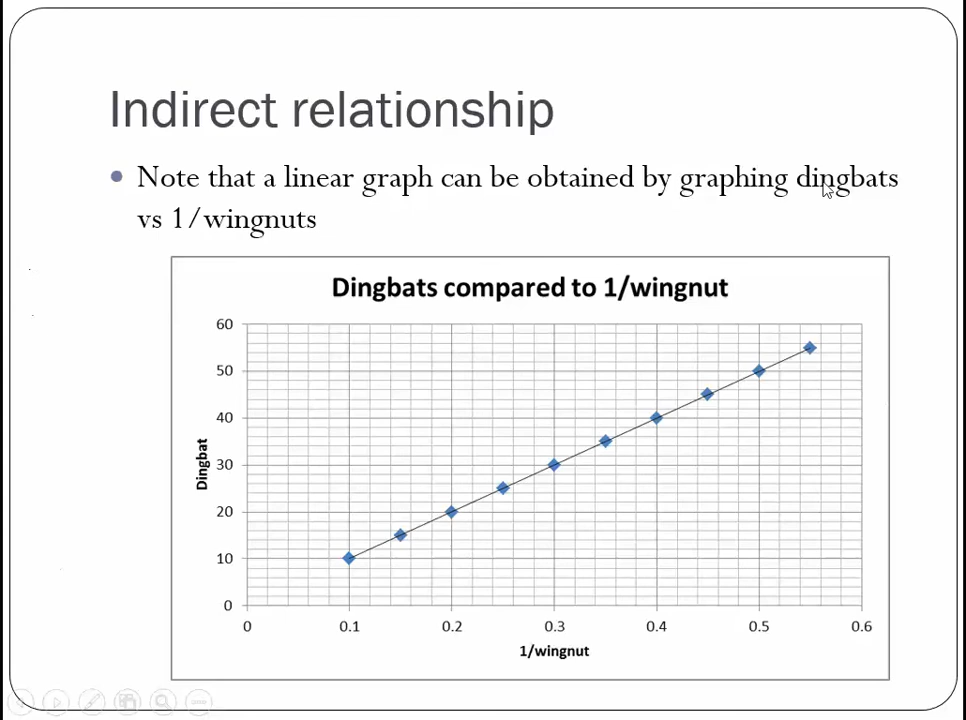 Indirect relationship
Note that a linear graph can be obtained by graphing dingbats
vs 1/wingnuts
Dingbats compared to 1/wingnut
60
50
40
30
20
10
0
Dingbat
0 0.1 0.2 0.3 0.4 0.5 0.6
1/wingnut